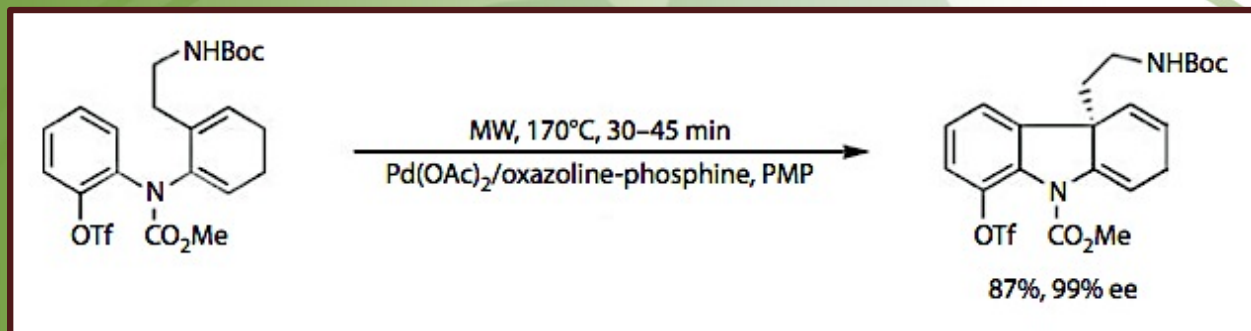 NHBoc
N
OTf
CO₂Me
MW, 170°C, 30–45 min
Pd(OAc)₂/oxazoline-phosphine, PMP
NHBoc
N
OTf
CO₂Me
87%, 99% ee